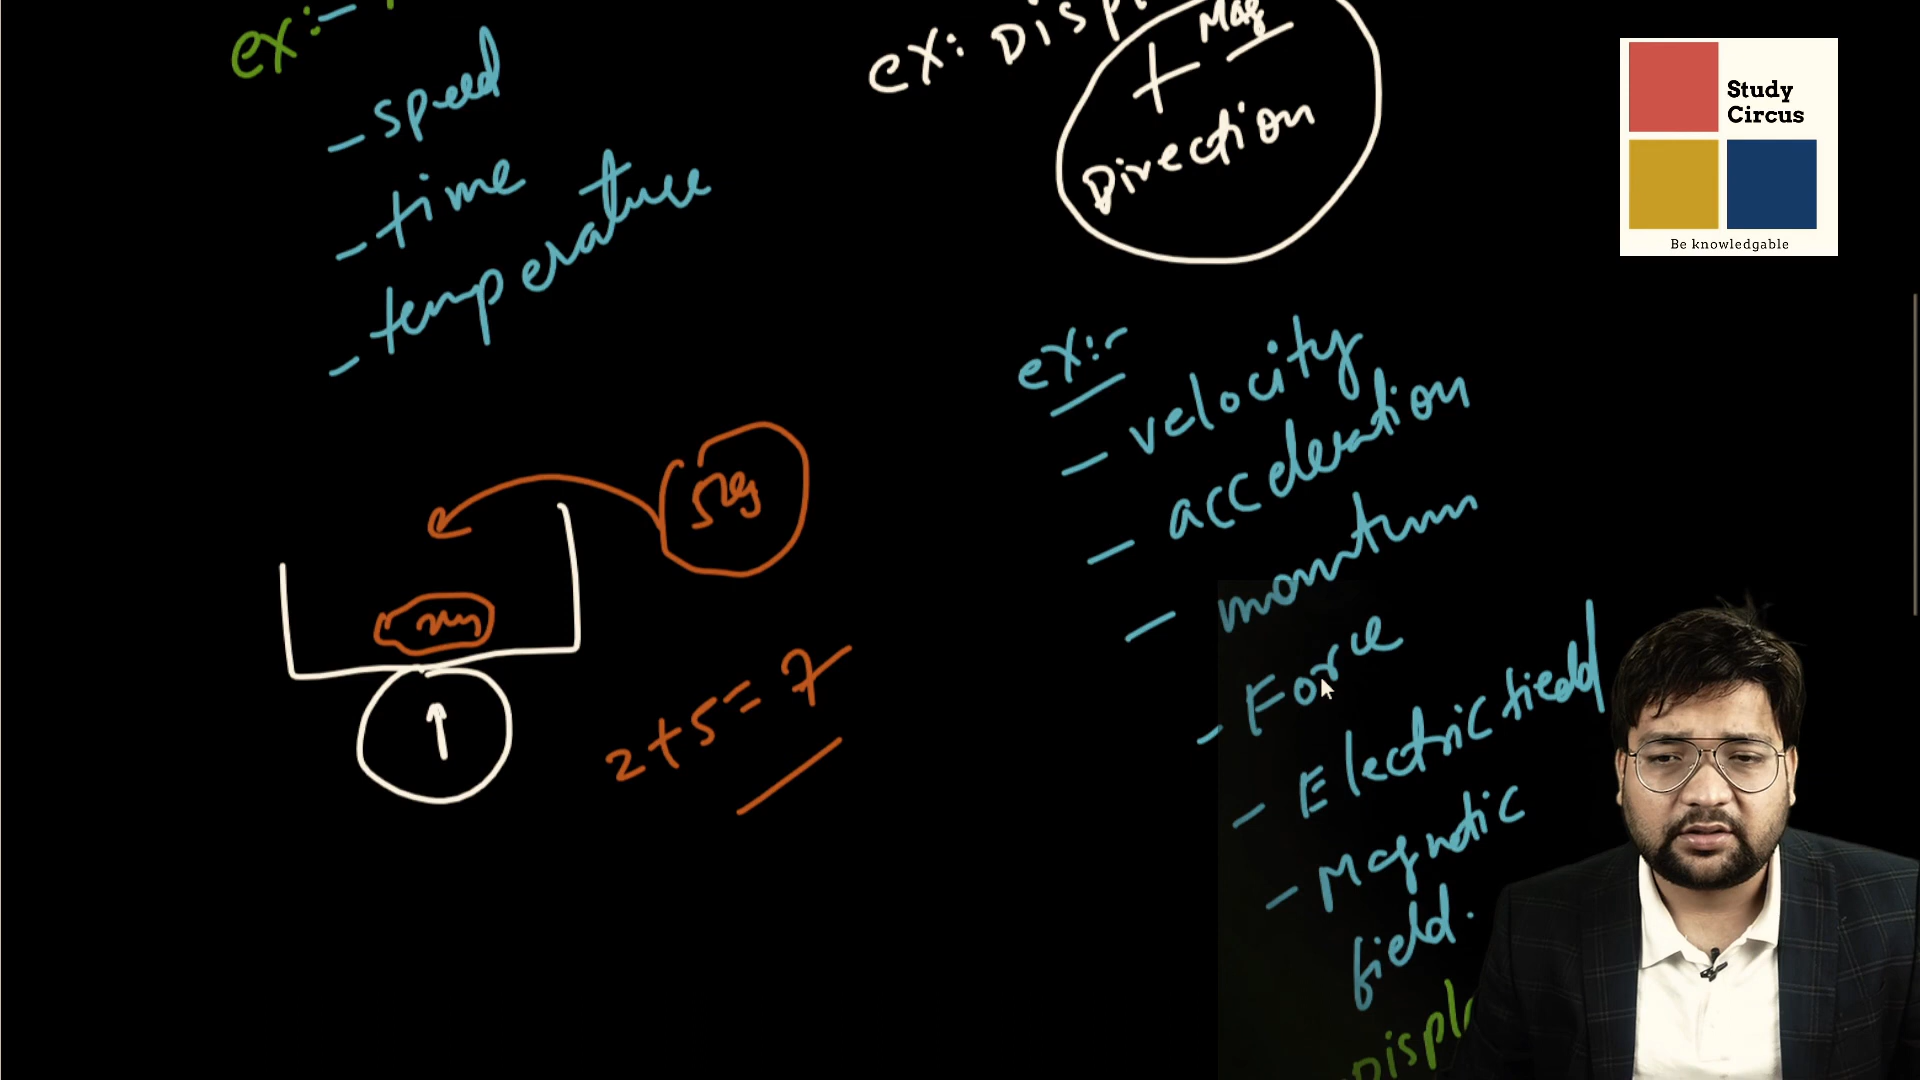 ex:-
- speed
- time
- temperature
5kg
2+5=7
ex: Disp
+ Mag
Direction
ex:-
- velocity
- acceleration
- momentum
- Force
- Electric field
- Magnetic
field.
Displ
Study
Circus
Be knowledgable